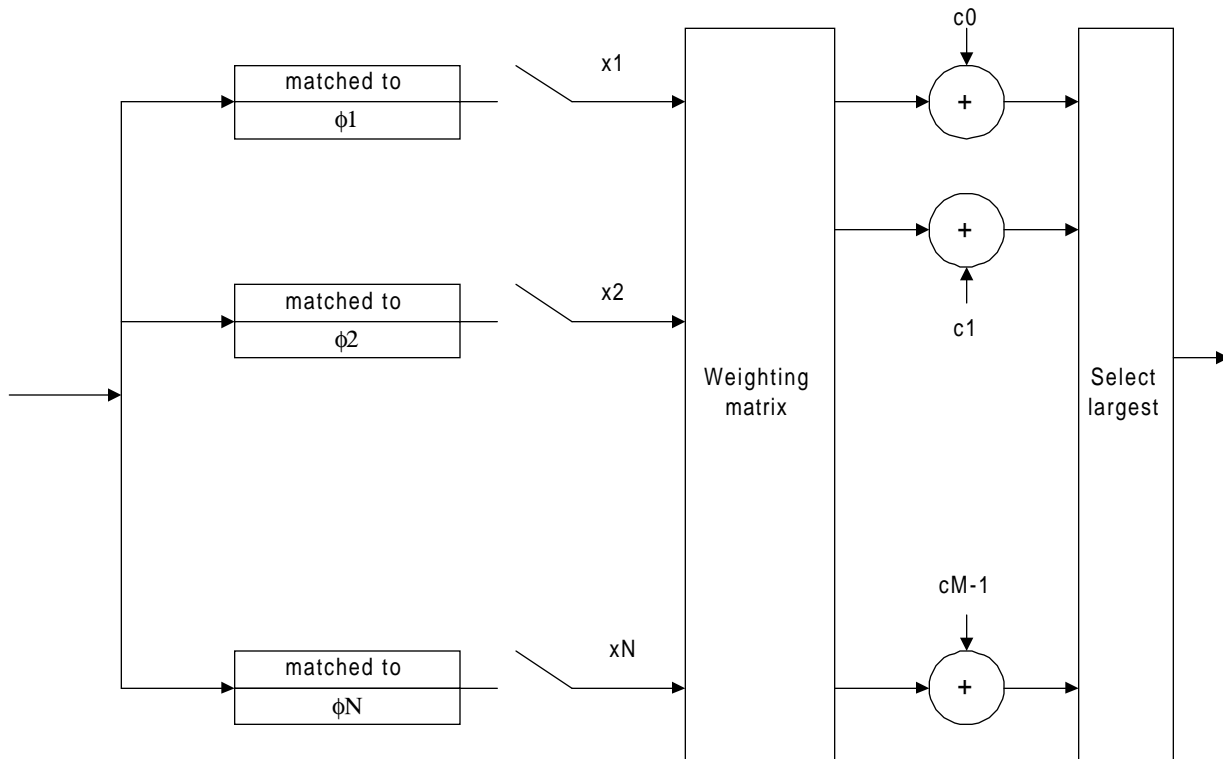 c0
x1
matched to
ϕ1
+
+
x2
matched to
ϕ2
c1
Weighting
matrix
Select
largest
cM-1
xN
matched to
ϕN
+